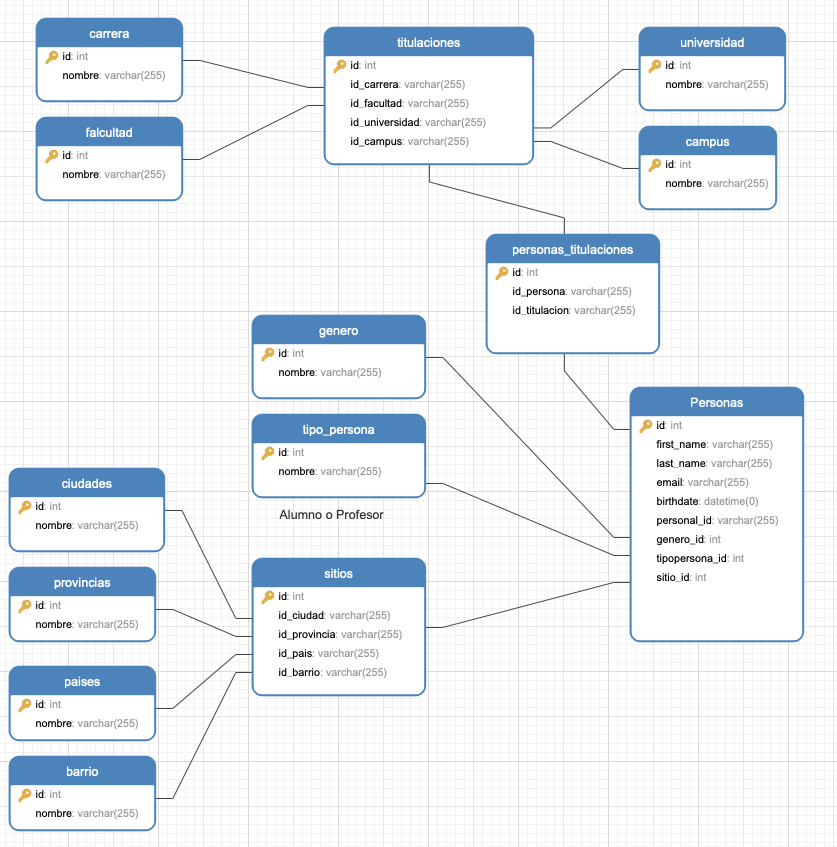 carrera
id: int
nombre: varchar(255)
falcultad
id: int
nombre: varchar(255)
titulaciones
id: int
id_carrera: varchar(255)
id_facultad: varchar(255)
id_universidad: varchar(255)
id_campus: varchar(255)
universidad
id: int
nombre: varchar(255)
campus
id: int
nombre: varchar(255)
personas_titulaciones
id: int
id_persona: varchar(255)
id_titulacion: varchar(255)
genero
id: int
nombre: varchar(255)
tipo_persona
id: int
nombre: varchar(255)
Alumno o Profesor
Personas
id: int
first_name: varchar(255)
last_name: varchar(255)
email: varchar(255)
birthdate: datetime(0)
personal_id: varchar(255)
genero_id: int
tipopersona_id: int
sitio_id: int
ciudades
id: int
nombre: varchar(255)
provincias
id: int
nombre: varchar(255)
paises
id: int
nombre: varchar(255)
barrio
id: int
nombre: varchar(255)
sitios
id: int
id_ciudad: varchar(255)
id_provincia: varchar(255)
id_pais: varchar(255)
id_barrio: varchar(255)